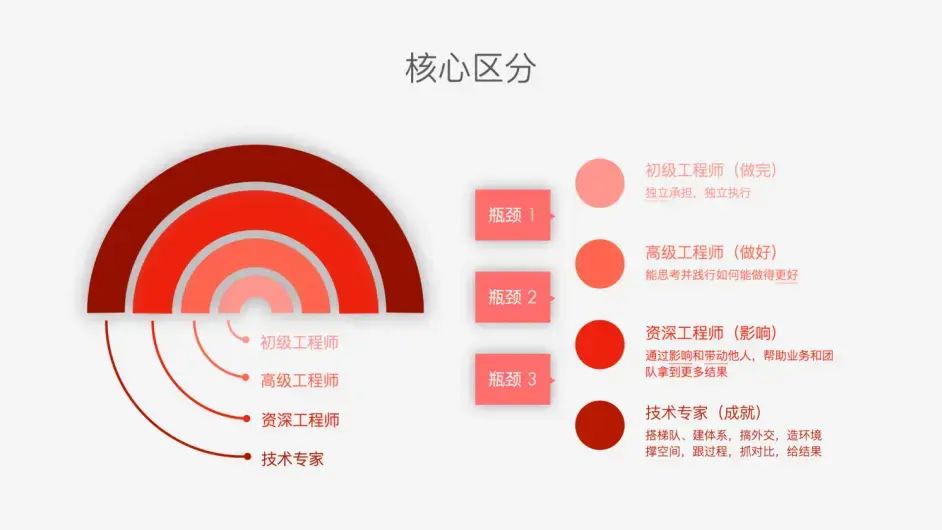 核心区分
初级工程师
高级工程师
资深工程师
技术专家
瓶颈 1
瓶颈 2
瓶颈 3
初级工程师（做完）
独立承担，独立执行
高级工程师（做好）
能思考并践行如何能做得更好
资深工程师（影响）
通过影响和带动他人，帮助业务和团
队拿到更多结果
技术专家（成就）
搭梯队、建体系，搞外交，造环境
撑空间，跟过程，抓对比，给结果